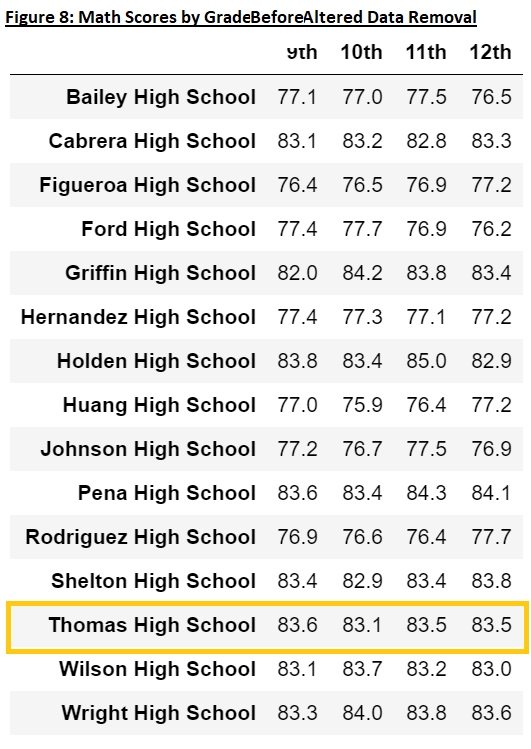 Figure 8: Math Scores by GradeBeforeAltered Data Removal
9th 10th 11th 12th
Bailey High School 77.1 77.0 77.5 76.5
Cabrera High School 83.1 83.2 82.8 83.3
Figueroa High School 76.4 76.5 76.9 77.2
Ford High School 77.4 77.7 76.9 76.2
Griffin High School 82.0 84.2 83.8 83.4
Hernandez High School 77.4 77.3 77.1 77.2
Holden High School 83.8 83.4 85.0 82.9
Huang High School 77.0 75.9 76.4 77.2
Johnson High School 77.2 76.7 77.5 76.9
Pena High School 83.6 83.4 84.3 84.1
Rodriguez High School 76.9 76.6 76.4 77.7
Shelton High School 83.4 82.9 83.4 83.8
Thomas High School 83.6 83.1 83.5 83.5
Wilson High School 83.1 83.7 83.2 83.0
Wright High School 83.3 84.0 83.8 83.6